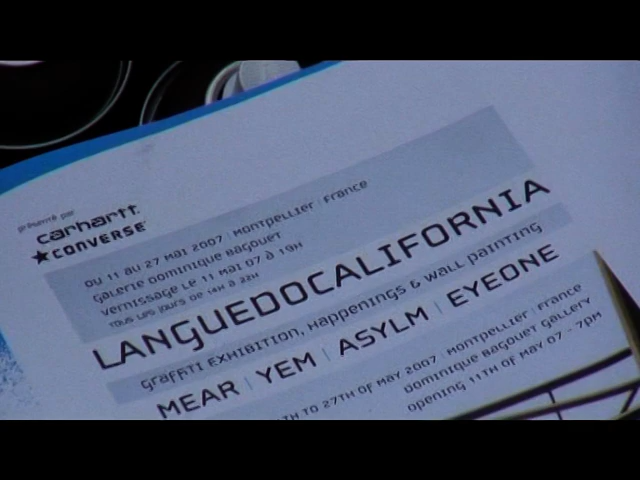 présenté par
carhartt
CONVERSE
DU 11 AU 27 MAI 2007 | MONTPELLIER | FRANCE
GALERIE DOMINIQUE BAGOUET
VERNISSAGE LE 11 MAI 07 à 19H
TOUS LES JOURS DE 14H à 22H
LANGUEDOCALIFORNIA
GRAFFITI EXHIBITION, HAPPENINGS & WALL PAINTING
MEAR | YEM | ASYLM | EYEONE
TH TO 27TH OF MAY 2007 | MONTPELLIER | FRANCE
DOMINIQUE BAGOUET GALLERY
OPENING 11TH OF MAY 07 - 7PM